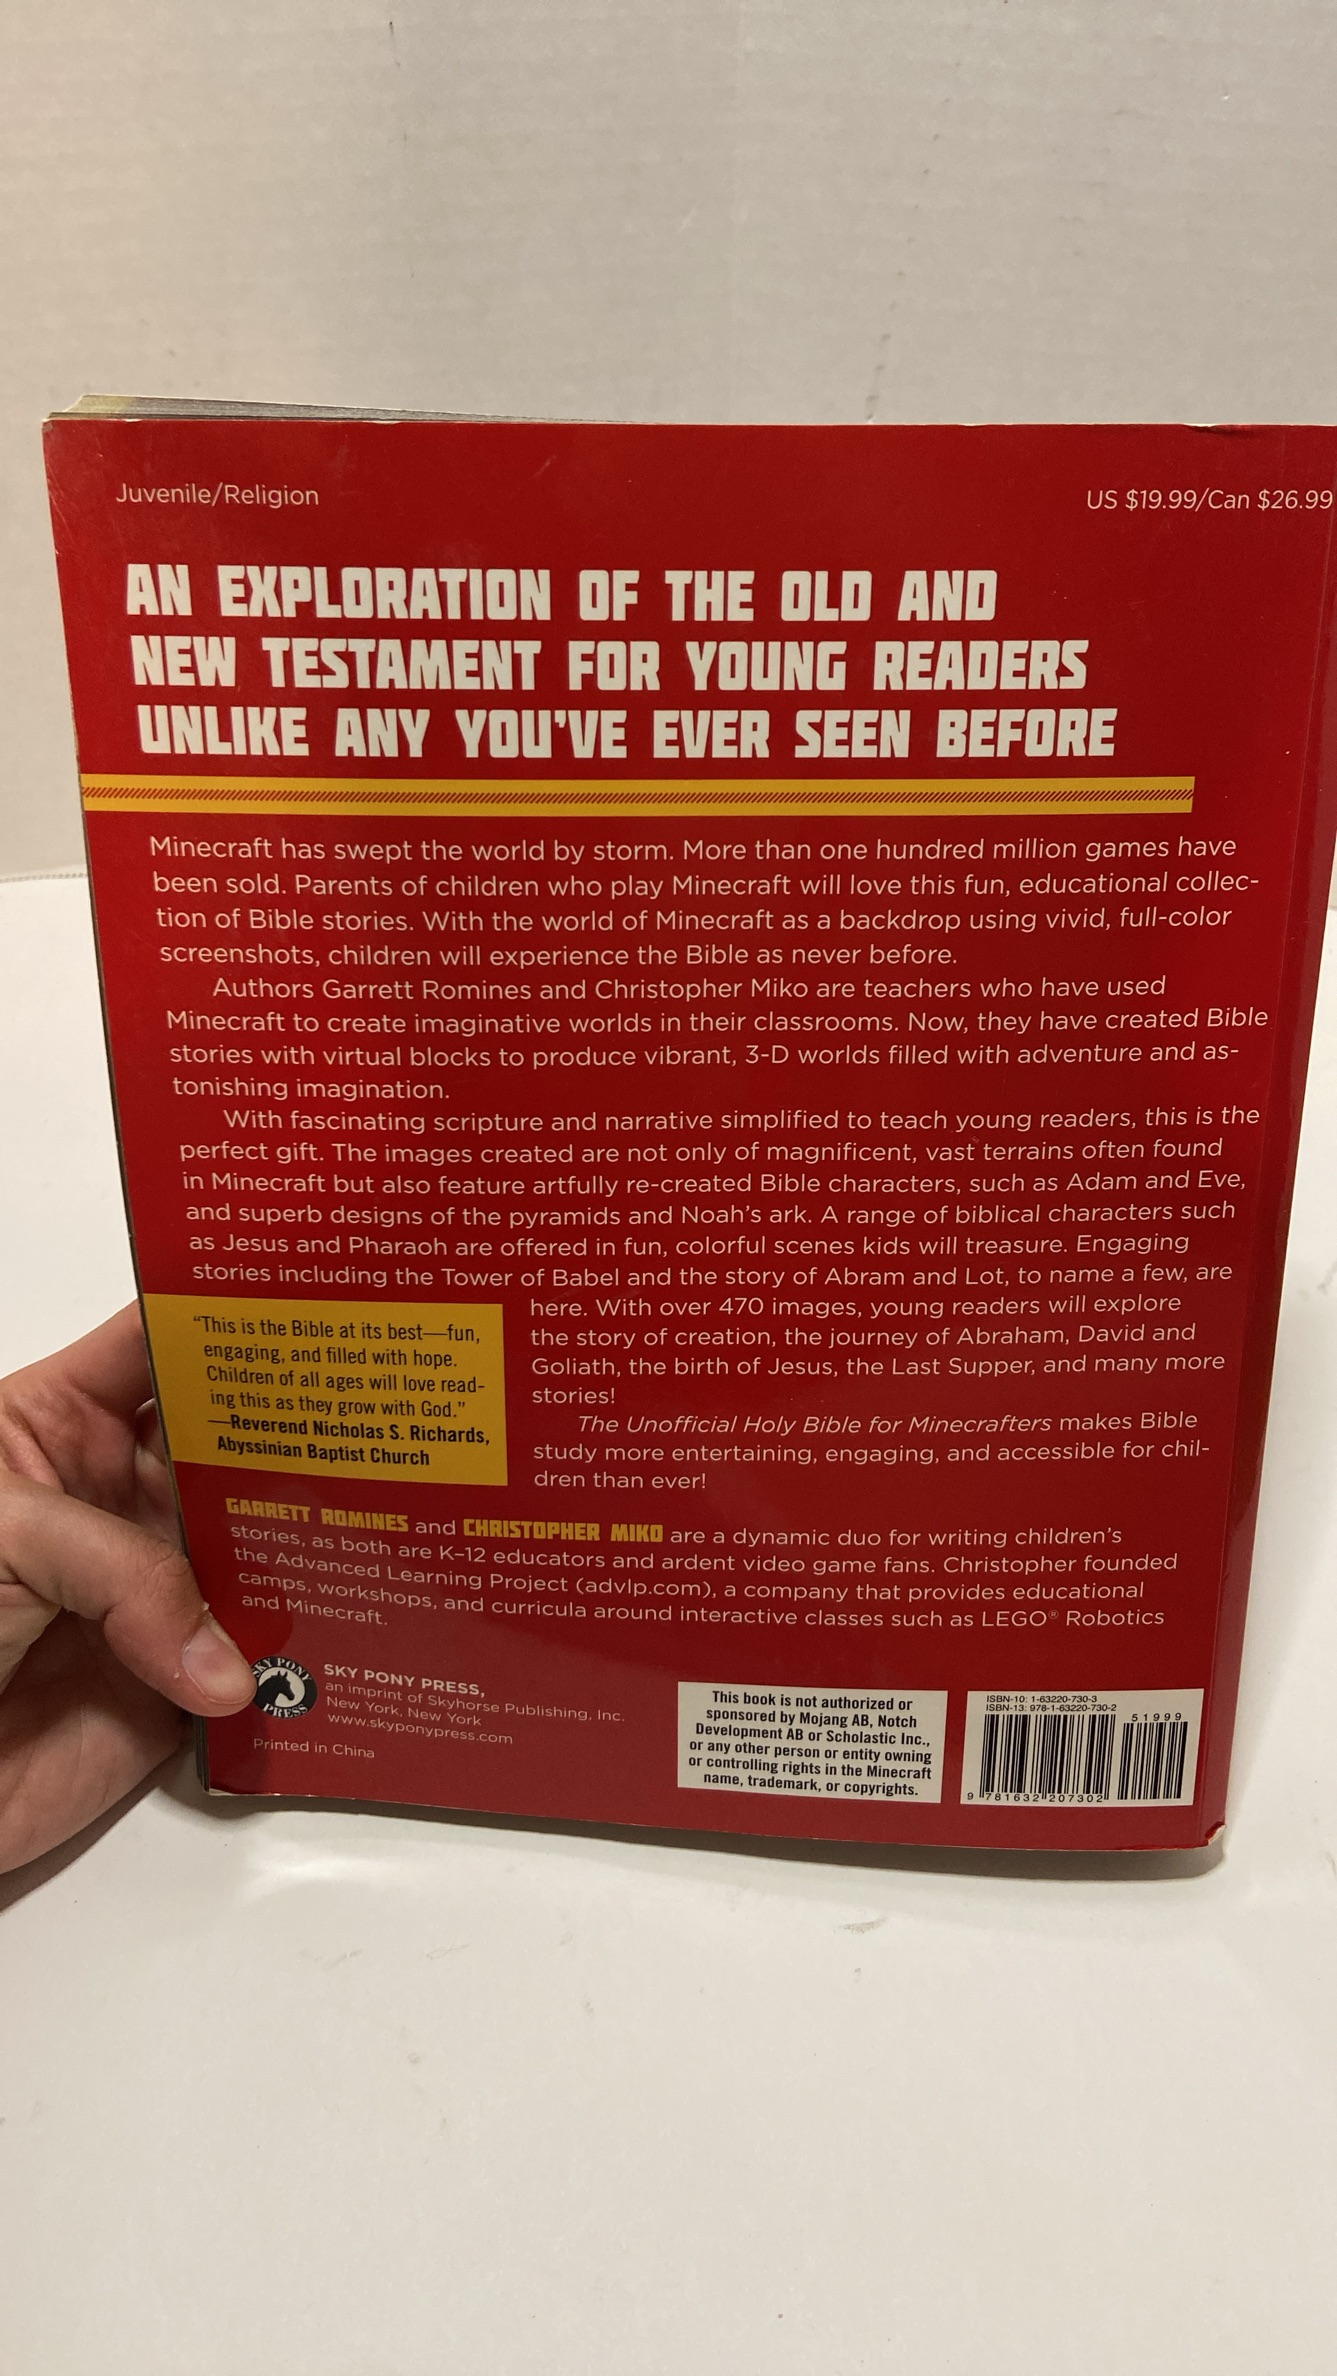 Juvenile/Religion
US $19.99/Can $26.99
AN EXPLORATION OF THE OLD AND
NEW TESTAMENT FOR YOUNG READERS
UNLIKE ANY YOU'VE EVER SEEN BEFORE
Minecraft has swept the world by storm. More than one hundred million games have
been sold. Parents of children who play Minecraft will love this fun, educational collec-
tion of Bible stories. With the world of Minecraft as a backdrop using vivid, full-color
screenshots, children will experience the Bible as never before.
Authors Garrett Romines and Christopher Miko are teachers who have used
Minecraft to create imaginative worlds in their classrooms. Now, they have created Bible
stories with virtual blocks to produce vibrant, 3-D worlds filled with adventure and as-
tonishing imagination.
With fascinating scripture and narrative simplified to teach young readers, this is the
perfect gift. The images created are not only of magnificent, vast terrains often found
in Minecraft but also feature artfully re-created Bible characters, such as Adam and Eve,
and superb designs of the pyramids and Noah's ark. A range of biblical characters such
as Jesus and Pharaoh are offered in fun, colorful scenes kids will treasure. Engaging
stories including the Tower of Babel and the story of Abram and Lot, to name a few, are
here. With over 470 images, young readers will explore
the story of creation, the journey of Abraham, David and
Goliath, the birth of Jesus, the Last Supper, and many more
stories!
The Unofficial Holy Bible for Minecrafters makes Bible
study more entertaining, engaging, and accessible for chil-
dren than ever!
"This is the Bible at its best—fun,
engaging, and filled with hope.
Children of all ages will love read-
ing this as they grow with God."
—Reverend Nicholas S. Richards,
Abyssinian Baptist Church
GARRETT ROMINES and CHRISTOPHER MIKO are a dynamic duo for writing children's
stories, as both are K–12 educators and ardent video game fans. Christopher founded
the Advanced Learning Project (advlp.com), a company that provides educational
camps, workshops, and curricula around interactive classes such as LEGO® Robotics
and Minecraft.
SKY PONY PRESS
SKY PONY PRESS,
an imprint of Skyhorse Publishing, Inc.
New York, New York
www.skyponypress.com
Printed in China
This book is not authorized or
sponsored by Mojang AB, Notch
Development AB or Scholastic Inc.,
or any other person or entity owning
or controlling rights in the Minecraft
name, trademark, or copyrights.
ISBN-10: 1-63220-730-3
ISBN-13: 978-1-63220-730-2
51999
9 781632 207302